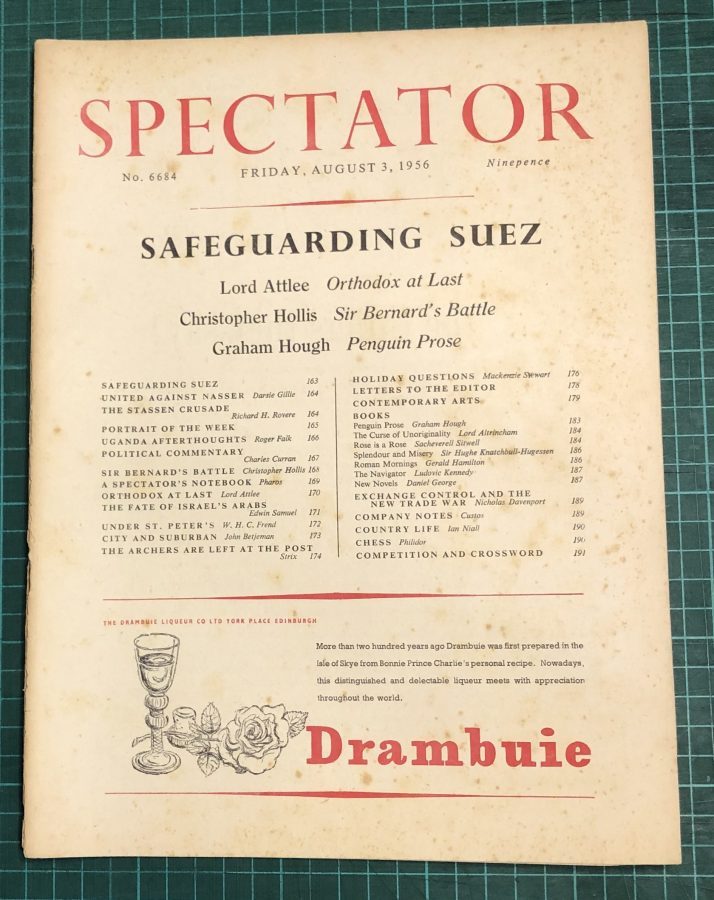 SPECTATOR
No. 6684 FRIDAY, AUGUST 3, 1956 Ninepence
SAFEGUARDING SUEZ
Lord Attlee Orthodox at Last
Christopher Hollis Sir Bernard's Battle
Graham Hough Penguin Prose
SAFEGUARDING SUEZ 163
UNITED AGAINST NASSER Darsie Gillie 164
THE STASSEN CRUSADE
Richard H. Rovere 164
PORTRAIT OF THE WEEK 165
UGANDA AFTERTHOUGHTS Roger Falk 166
POLITICAL COMMENTARY
Charles Curran 167
SIR BERNARD'S BATTLE Christopher Hollis 168
A SPECTATOR'S NOTEBOOK Pharos 169
ORTHODOX AT LAST Lord Attlee 170
THE FATE OF ISRAEL'S ARABS
Edwin Samuel 171
UNDER ST. PETER'S W. H. C. Frend 172
CITY AND SUBURBAN John Betjeman 173
THE ARCHERS ARE LEFT AT THE POST
Strix 174
HOLIDAY QUESTIONS Mackenzie Stewart 176
LETTERS TO THE EDITOR 178
CONTEMPORARY ARTS 179
BOOKS
Penguin Prose Graham Hough 183
The Curse of Unoriginality Lord Altrincham 184
Rose is a Rose Sacheverell Sitwell 184
Splendour and Misery Sir Hughe Knatchbull-Hugessen 186
Roman Mornings Gerald Hamilton 186
The Navigator Ludovic Kennedy 187
New Novels Daniel George 187
EXCHANGE CONTROL AND THE
NEW TRADE WAR Nicholas Davenport 189
COMPANY NOTES Custos 189
COUNTRY LIFE Ian Niall 190
CHESS Philidor 190
COMPETITION AND CROSSWORD 191
THE DRAMBUIE LIQUEUR CO LTD YORK PLACE EDINBURGH
More than two hundred years ago Drambuie was first prepared in the
Isle of Skye from Bonnie Prince Charlie's personal recipe. Nowadays,
this distinguished and delectable liqueur meets with appreciation
throughout the world.
Drambuie